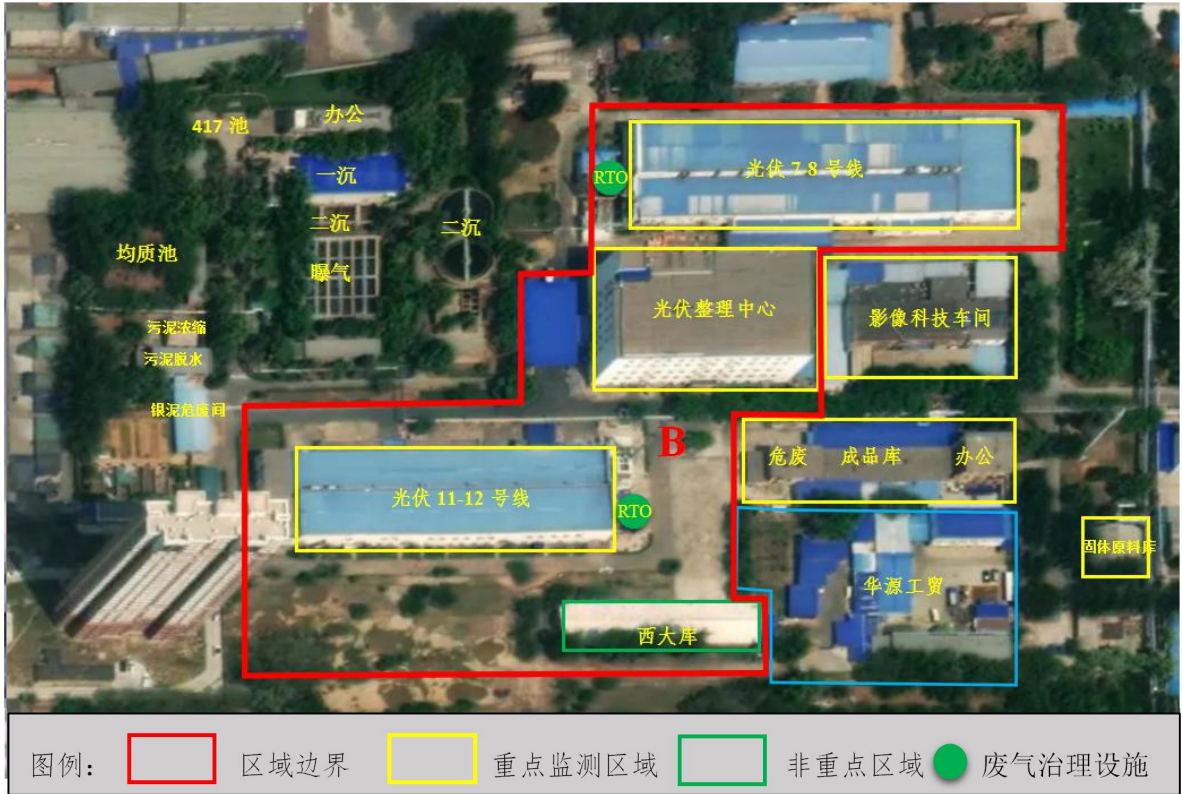 办公
417 池
光伏 7-8 号线
一沉
RTO
二沉
二沉
均质池
曝气
光伏整理中心
影像科技车间
污泥浓缩
污泥脱水
银泥危废间
B
危废
成品库
办公
光伏 11-12 号线
RTO
固体原料库
华源工贸
西大库
图例：
区域边界
重点监测区域
非重点区域
废气治理设施